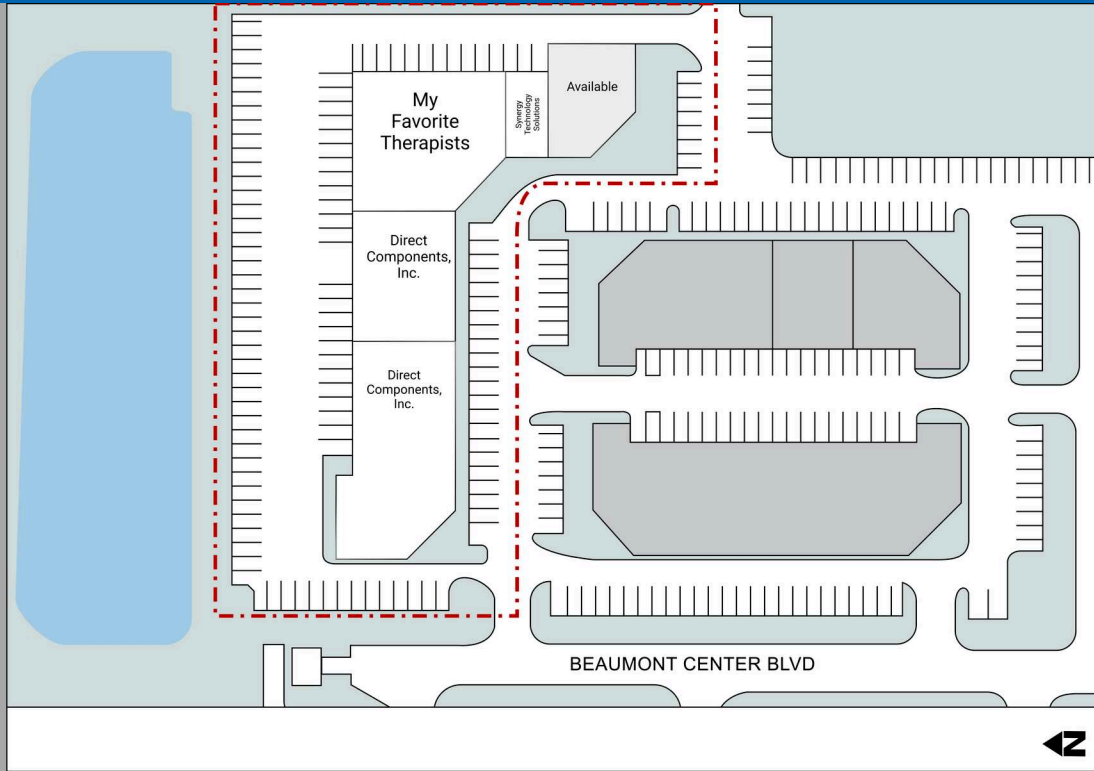 My
Favorite
Therapists
Synergy
Technology
Solutions
Available
Direct
Components,
Inc.
Direct
Components,
Inc.
BEAUMONT CENTER BLVD
N